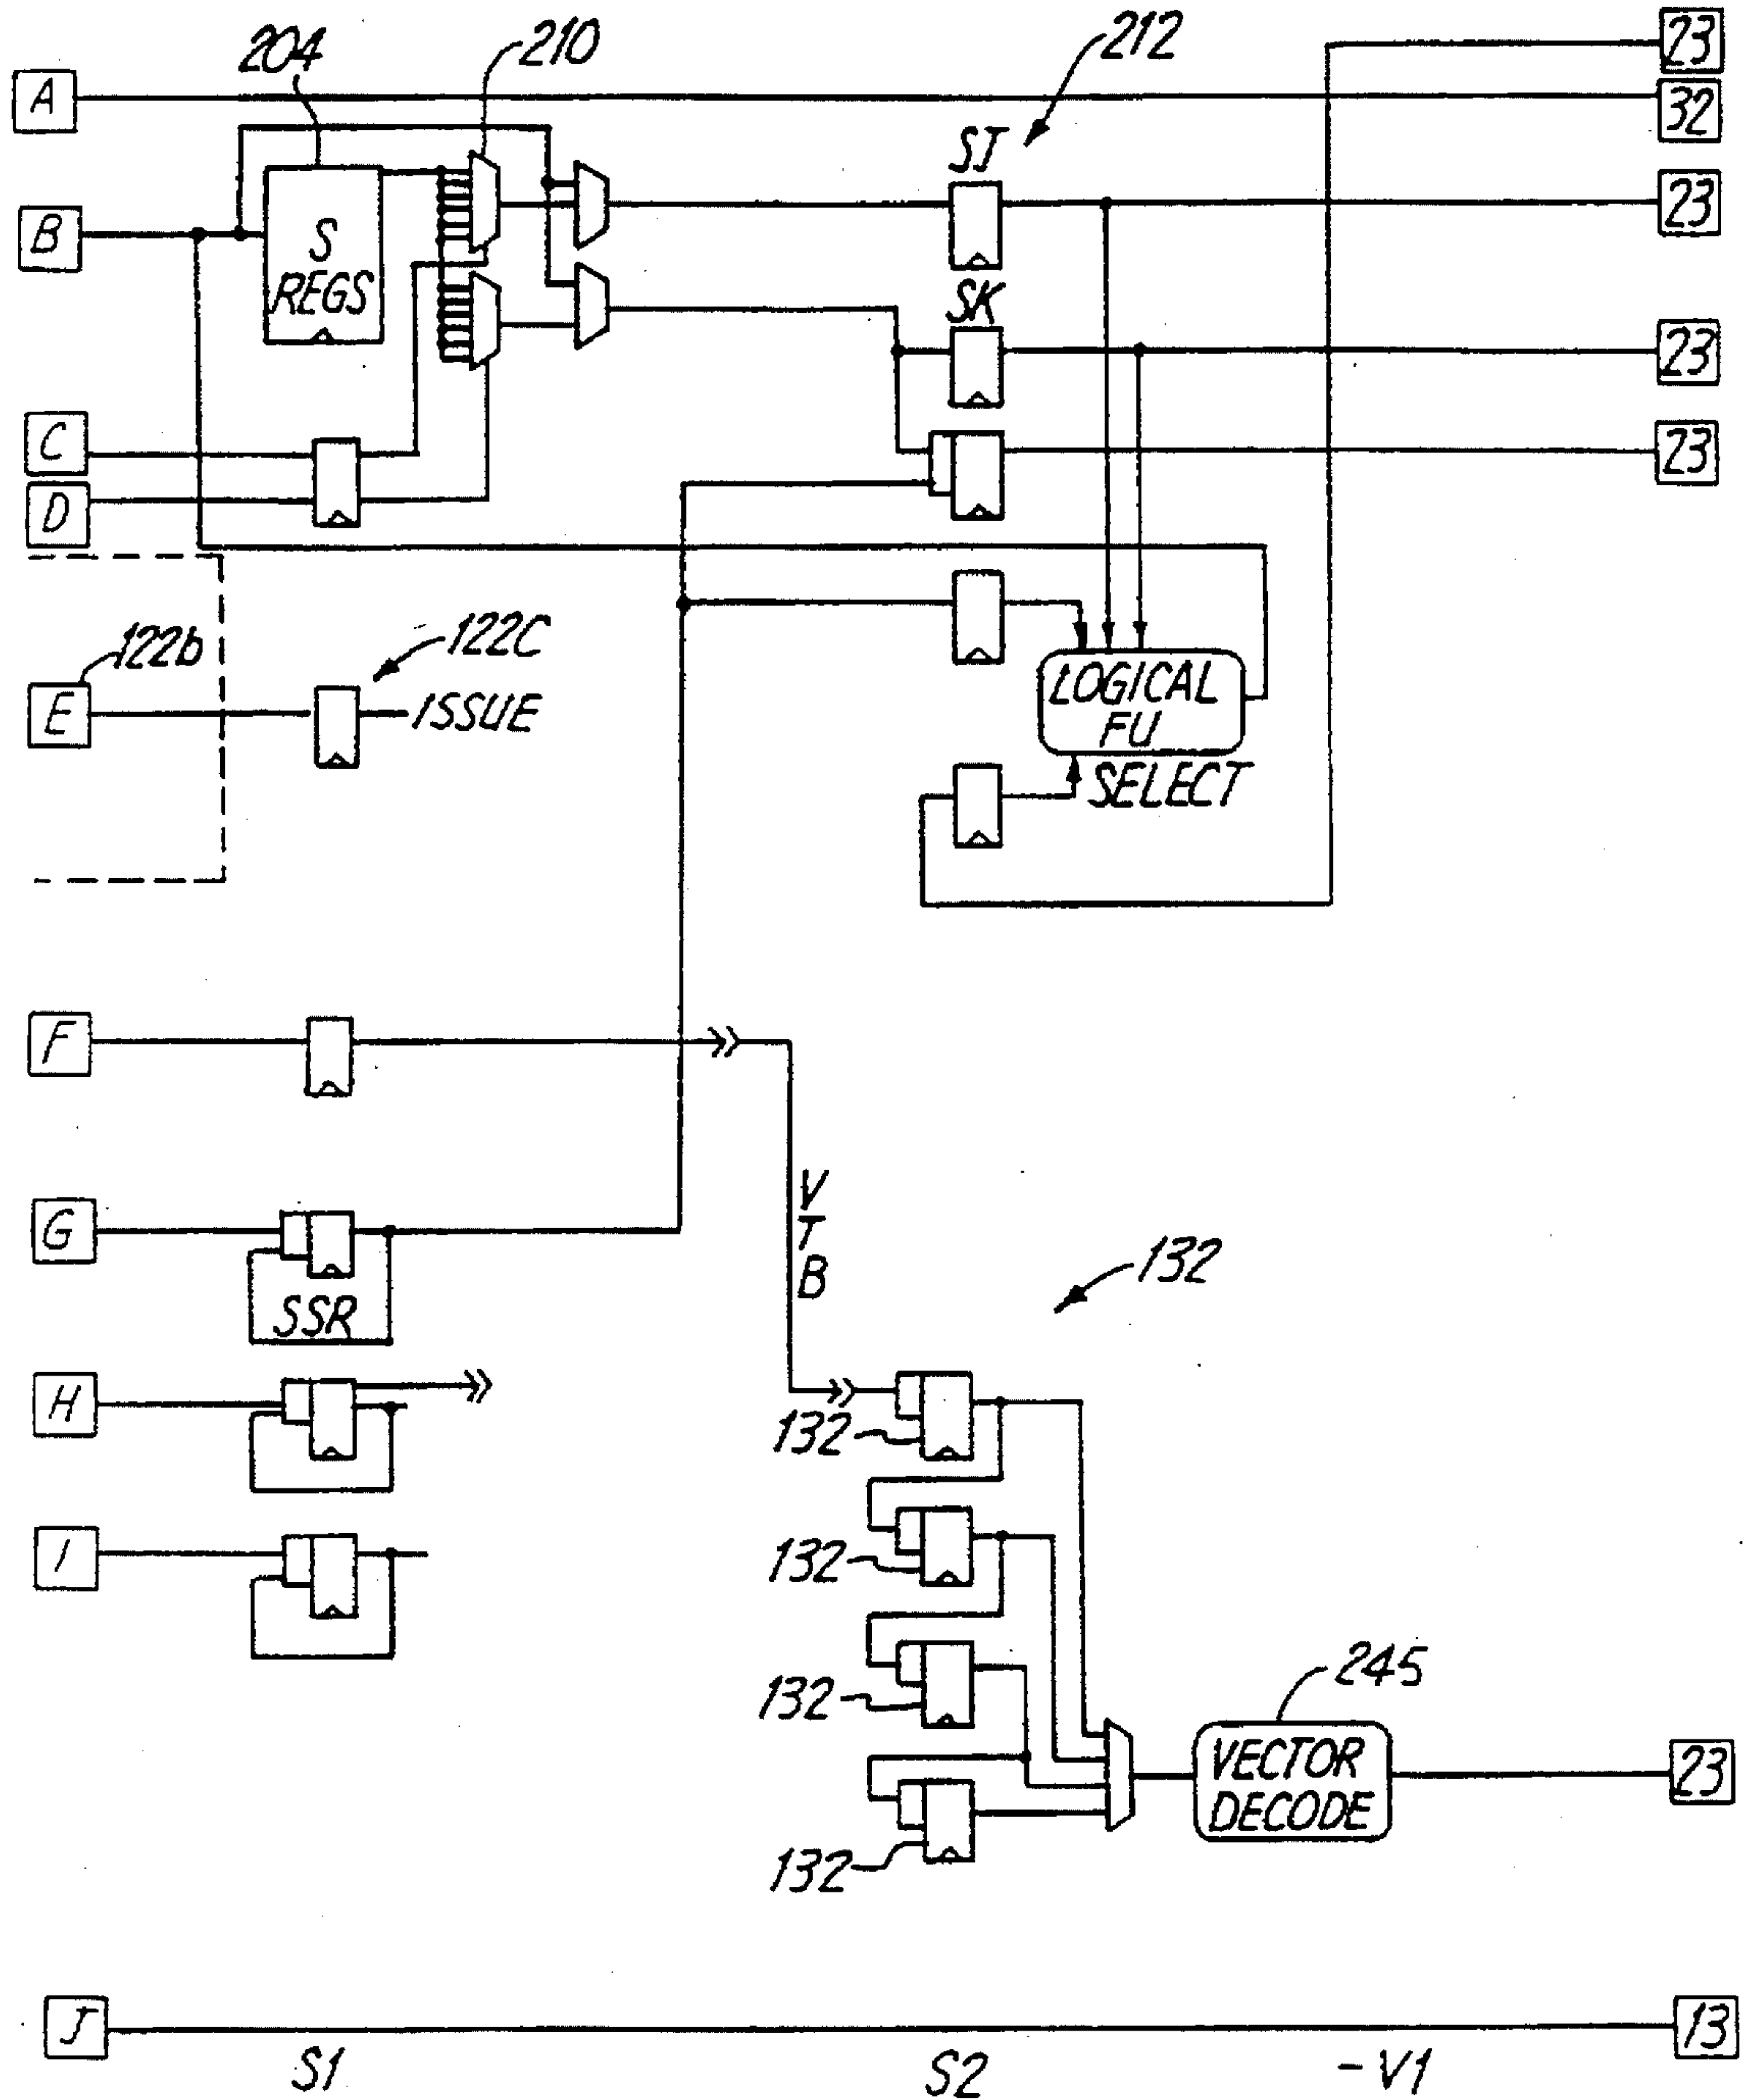 204
210
212
23
A
32
SJ
B
S
REGS
23
SK
23
C
23
D
122b
122C
E
ISSUE
LOGICAL
FU
SELECT
F
V
T
B
G
SSR
132
H
132
I
132
132
245
VECTOR
DECODE
23
132
J
13
S1
S2
-V1